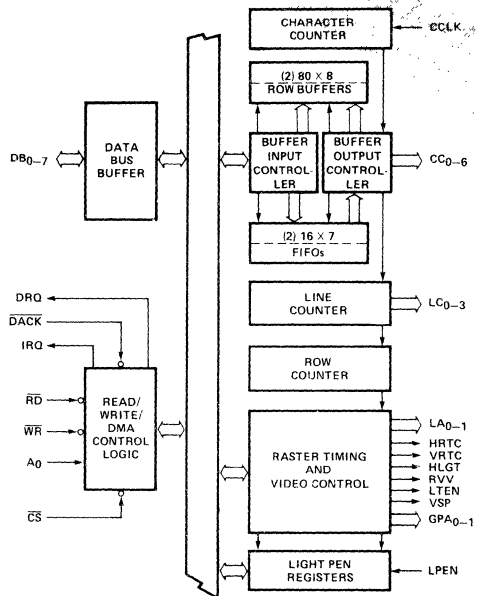 CHARACTER
COUNTER
CCLK
(2) 80 X 8
ROW BUFFERS
DB0–7
DATA
BUS
BUFFER
BUFFER
INPUT
CONTROL-
LER
BUFFER
OUTPUT
CONTROL-
LER
CC0–6
(2) 16 X 7
FIFOs
DRQ
DACK
IRQ
RD
WR
A0
CS
READ/
WRITE/
DMA
CONTROL
LOGIC
LINE
COUNTER
LC0–3
ROW
COUNTER
RASTER TIMING
AND
VIDEO CONTROL
LA0–1
HRTC
VRTC
HLGT
RVV
LTEN
VSP
GPA0–1
LIGHT PEN
REGISTERS
LPEN